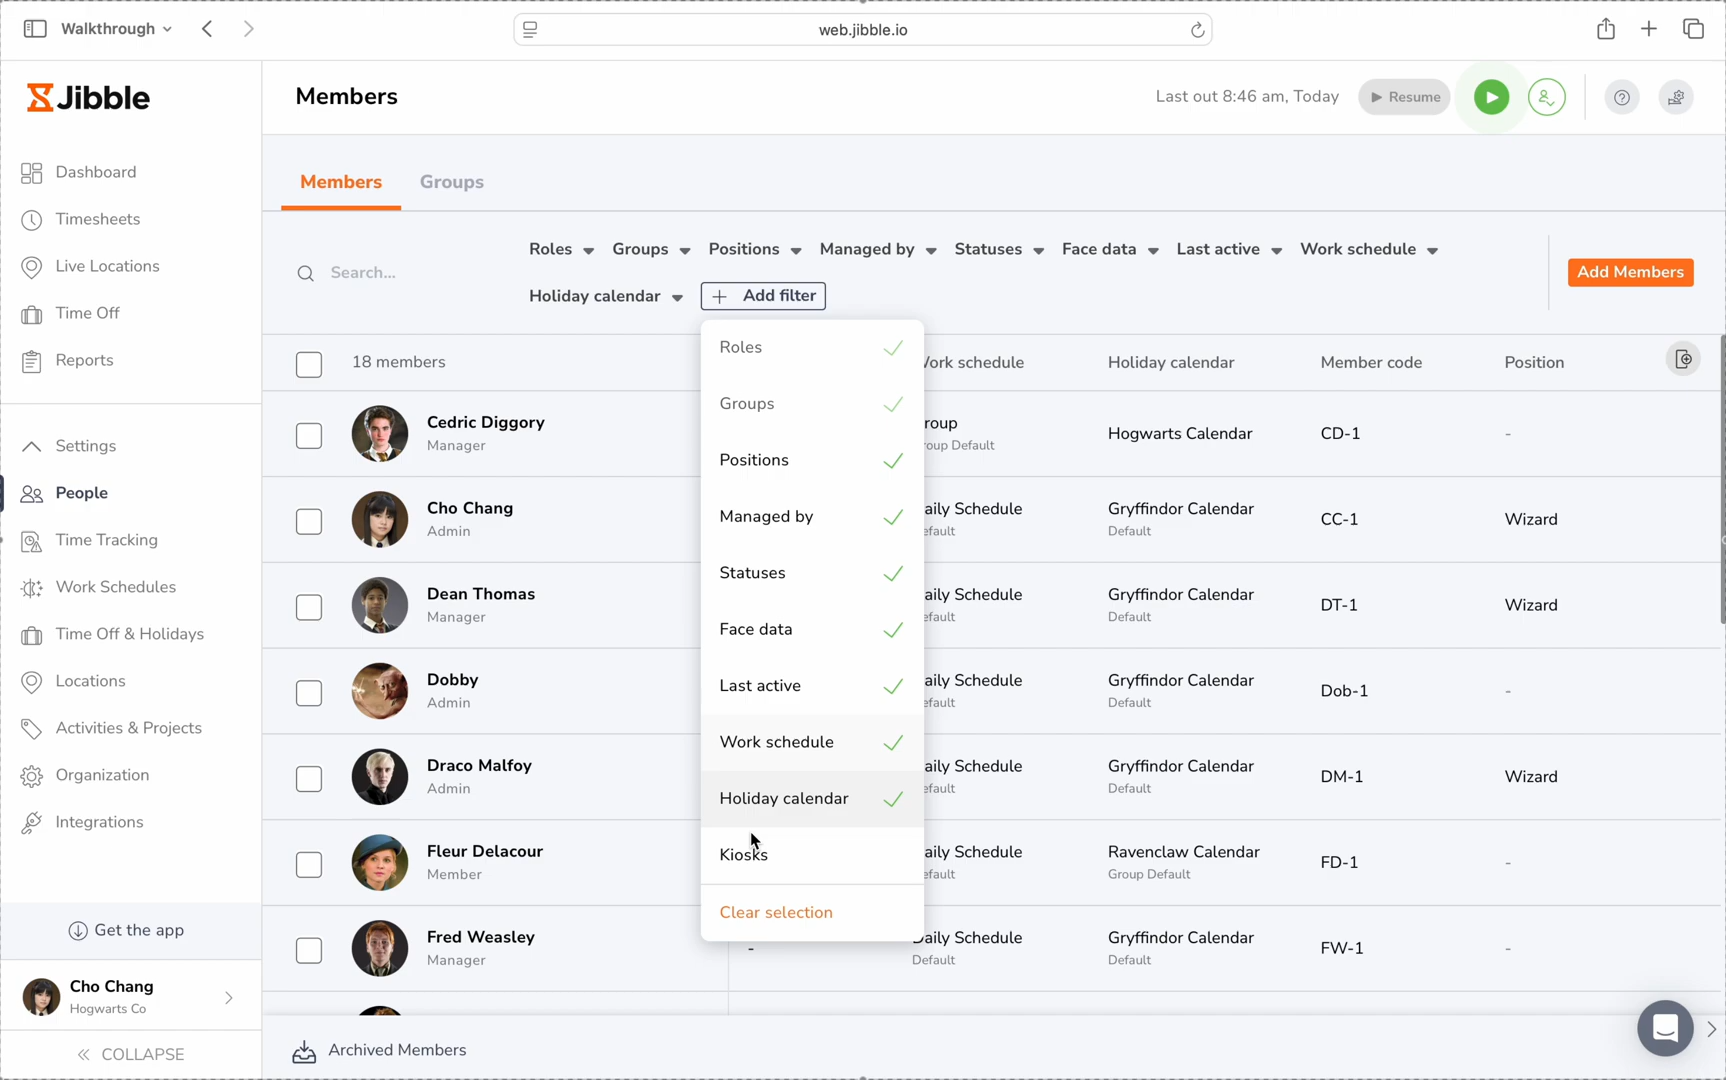 Walkthrough
web.jibble.io
Jibble
Members
Last out 8:46 am, Today
Resume
Dashboard
Timesheets
Live Locations
Time Off
Reports
Settings
People
Time Tracking
Work Schedules
Time Off & Holidays
Locations
Activities & Projects
Organization
Integrations
Get the app
Cho Chang
Hogwarts Co
COLLAPSE
Members
Groups
Search...
Roles
Groups
Positions
Managed by
Statuses
Face data
Last active
Work schedule
Holiday calendar
+ Add filter
Add Members
Roles
Groups
Positions
Managed by
Statuses
Face data
Last active
Work schedule
Holiday calendar
Kiosks
Clear selection
18 members
Work schedule
Holiday calendar
Member code
Position
Cedric Diggory
Manager
roup
oup Default
Hogwarts Calendar
CD-1
-
Cho Chang
Admin
aily Schedule
efault
Gryffindor Calendar
Default
CC-1
Wizard
Dean Thomas
Manager
aily Schedule
efault
Gryffindor Calendar
Default
DT-1
Wizard
Dobby
Admin
aily Schedule
efault
Gryffindor Calendar
Default
Dob-1
-
Draco Malfoy
Admin
aily Schedule
efault
Gryffindor Calendar
Default
DM-1
Wizard
Fleur Delacour
Member
aily Schedule
efault
Ravenclaw Calendar
Group Default
FD-1
-
Fred Weasley
Manager
-
Daily Schedule
Default
Gryffindor Calendar
Default
FW-1
-
Archived Members